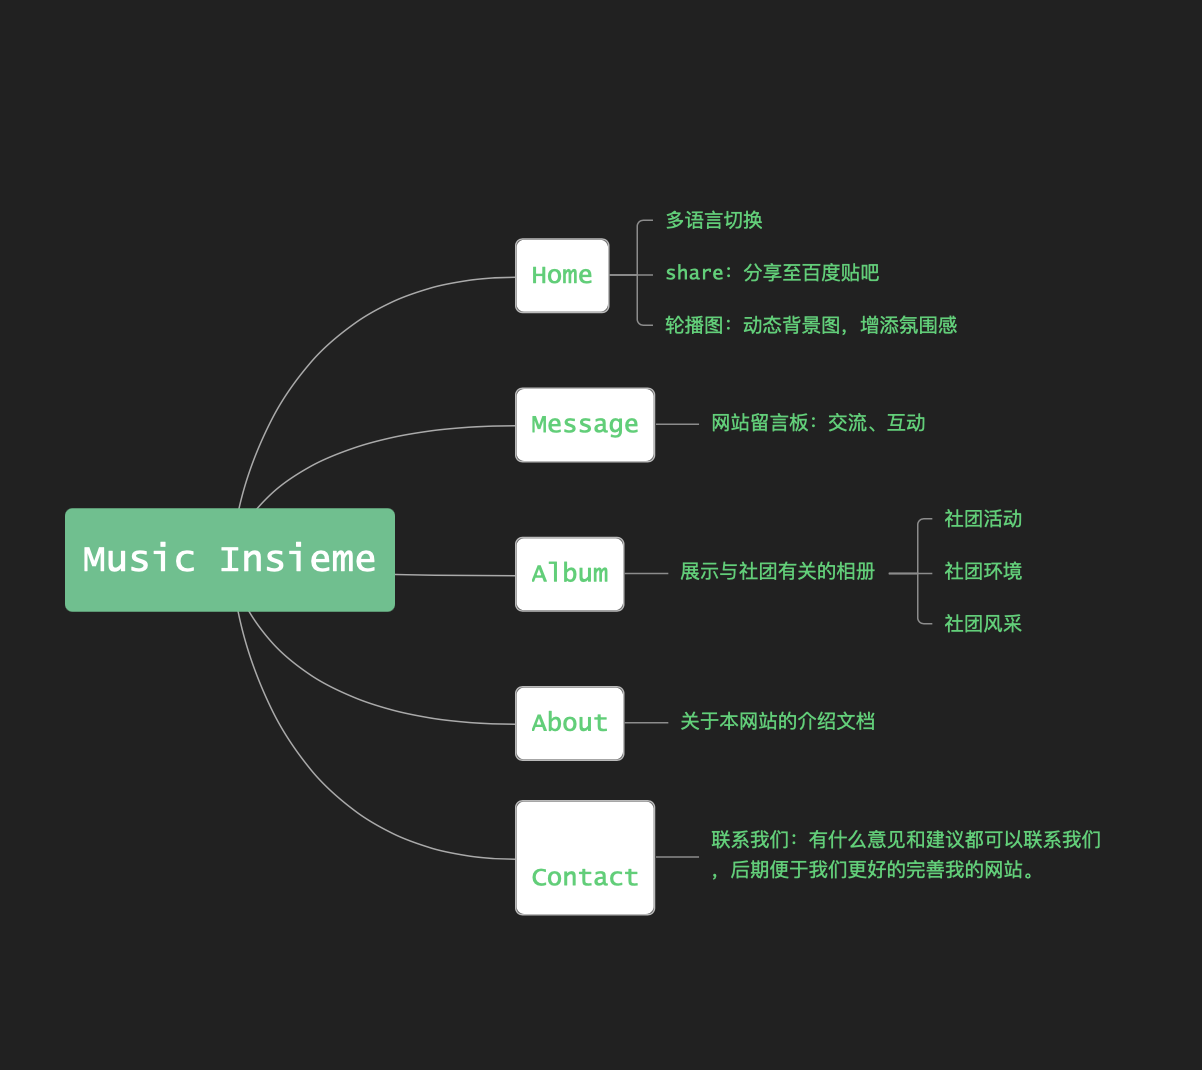 Music Insieme
Home
多语言切换
share: 分享至百度贴吧
轮播图：动态背景图，增添氛围感
Message
网站留言板：交流、互动
Album
展示与社团有关的相册
社团活动
社团环境
社团风采
About
关于本网站的介绍文档
Contact
联系我们：有什么意见和建议都可以联系我们
，后期便于我们更好的完善我的网站。